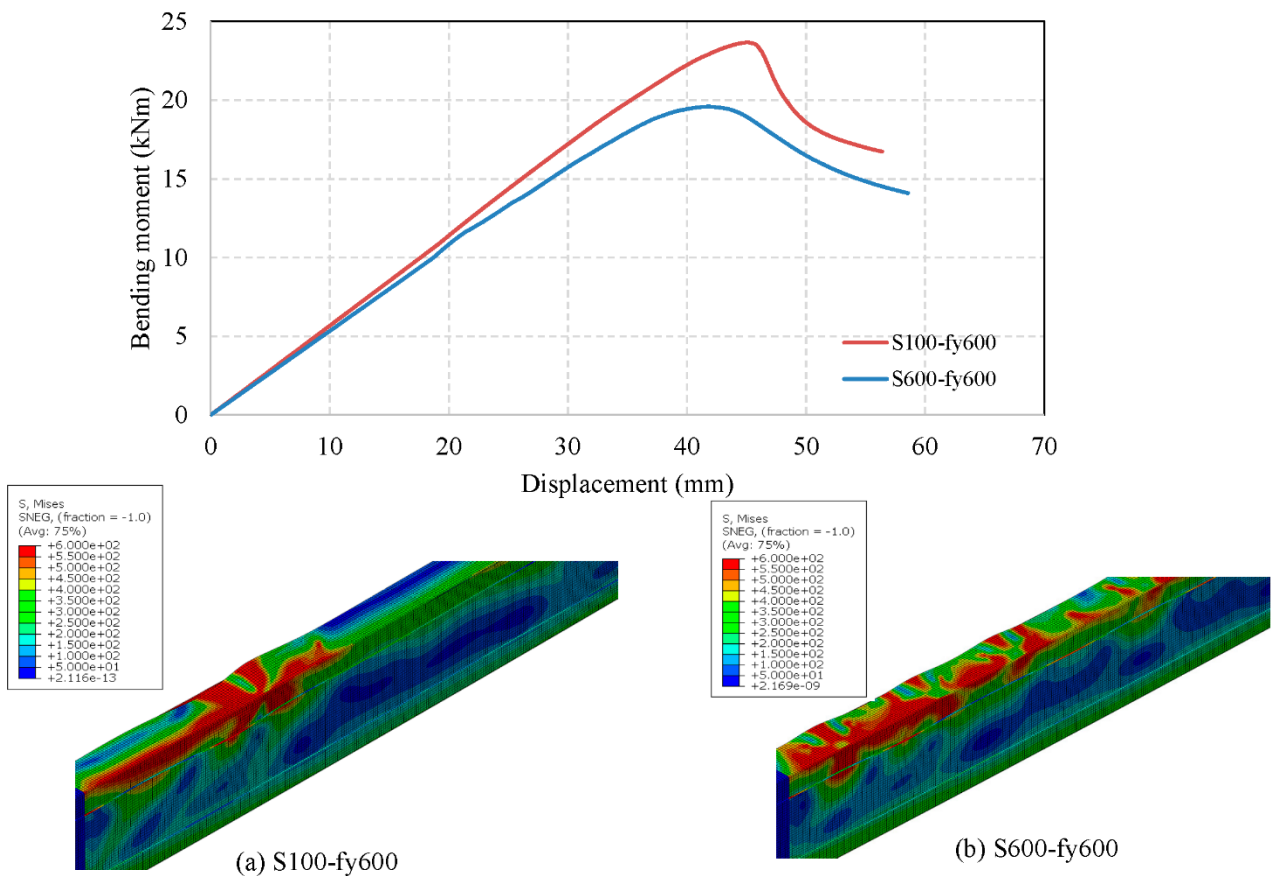 25
20
15
10
5
0
Bending moment (kNm)
S100-fy600
S600-fy600
0 10 20 30 40 50 60 70
Displacement (mm)
S, Mises
SNEG, (fraction = -1.0)
(Avg: 75%)
+6.000e+02
+5.500e+02
+5.000e+02
+4.500e+02
+4.000e+02
+3.500e+02
+3.000e+02
+2.500e+02
+2.000e+02
+1.500e+02
+1.000e+02
+5.000e+01
+2.116e-13
(a) S100-fy600
S, Mises
SNEG, (fraction = -1.0)
(Avg: 75%)
+6.000e+02
+5.500e+02
+5.000e+02
+4.500e+02
+4.000e+02
+3.500e+02
+3.000e+02
+2.500e+02
+2.000e+02
+1.500e+02
+1.000e+02
+5.000e+01
+2.169e-09
(b) S600-fy600